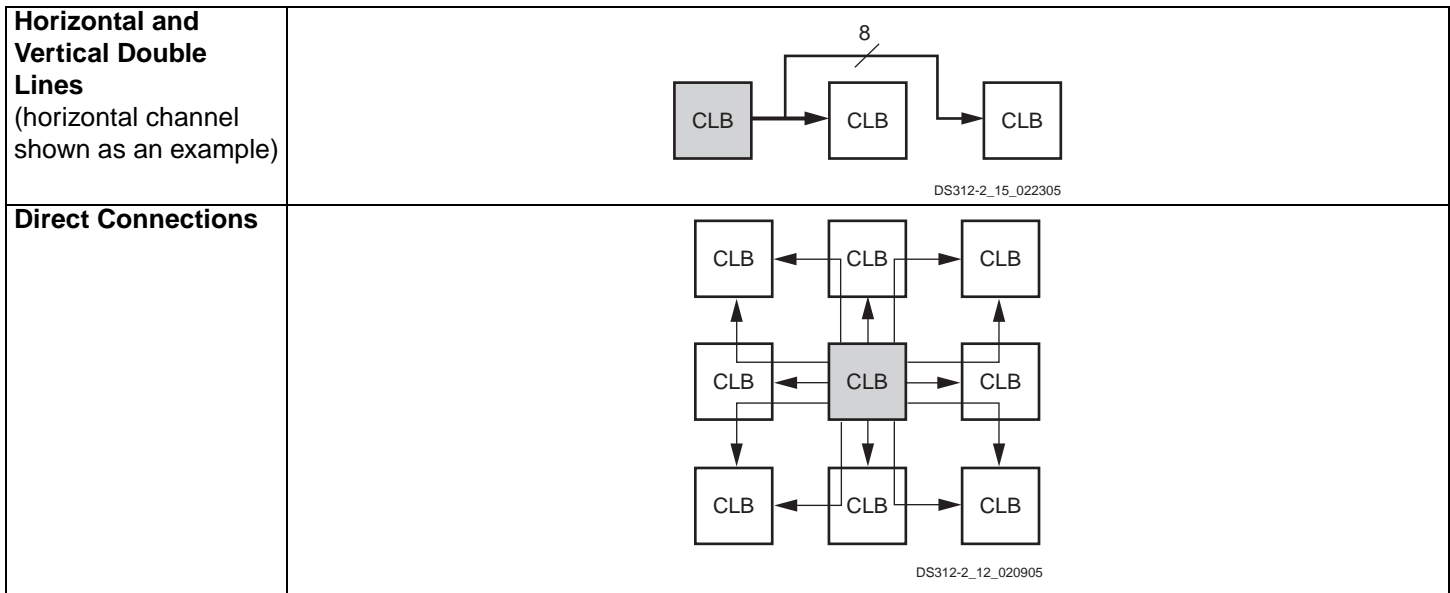 Horizontal and
Vertical Double
Lines
(horizontal channel
shown as an example)
8
CLB CLB CLB
DS312-2_15_022305
Direct Connections
CLB CLB CLB
CLB CLB CLB
CLB CLB CLB
DS312-2_12_020905